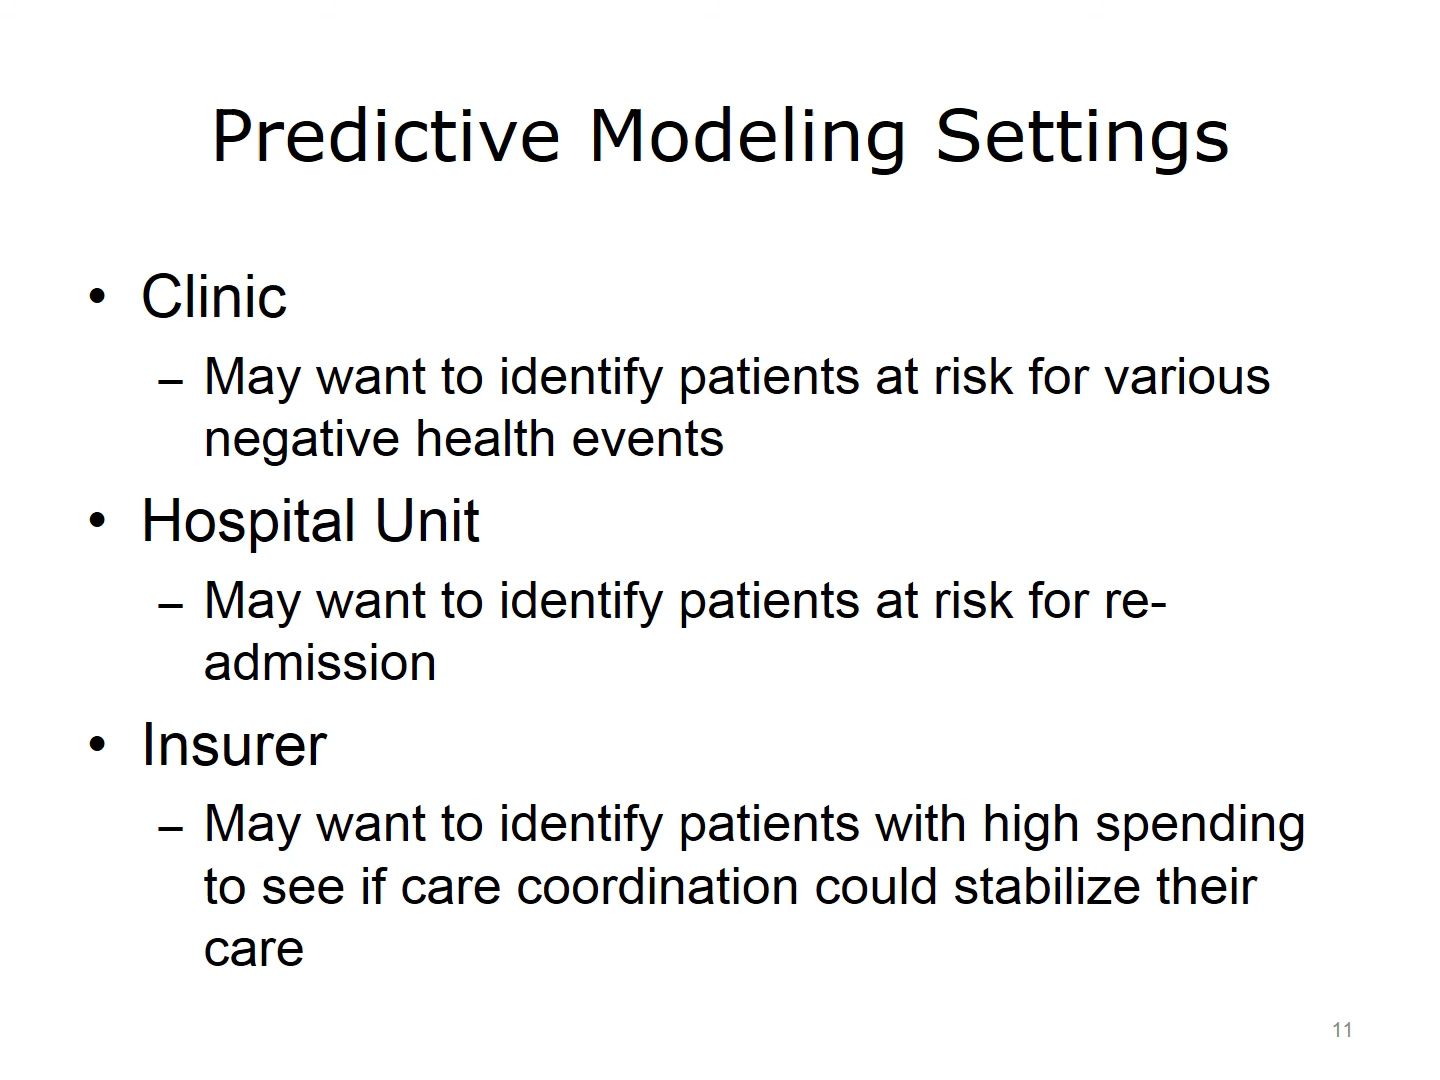 Predictive Modeling Settings
• Clinic
– May want to identify patients at risk for various
negative health events
• Hospital Unit
– May want to identify patients at risk for re-
admission
• Insurer
– May want to identify patients with high spending
to see if care coordination could stabilize their
care
11